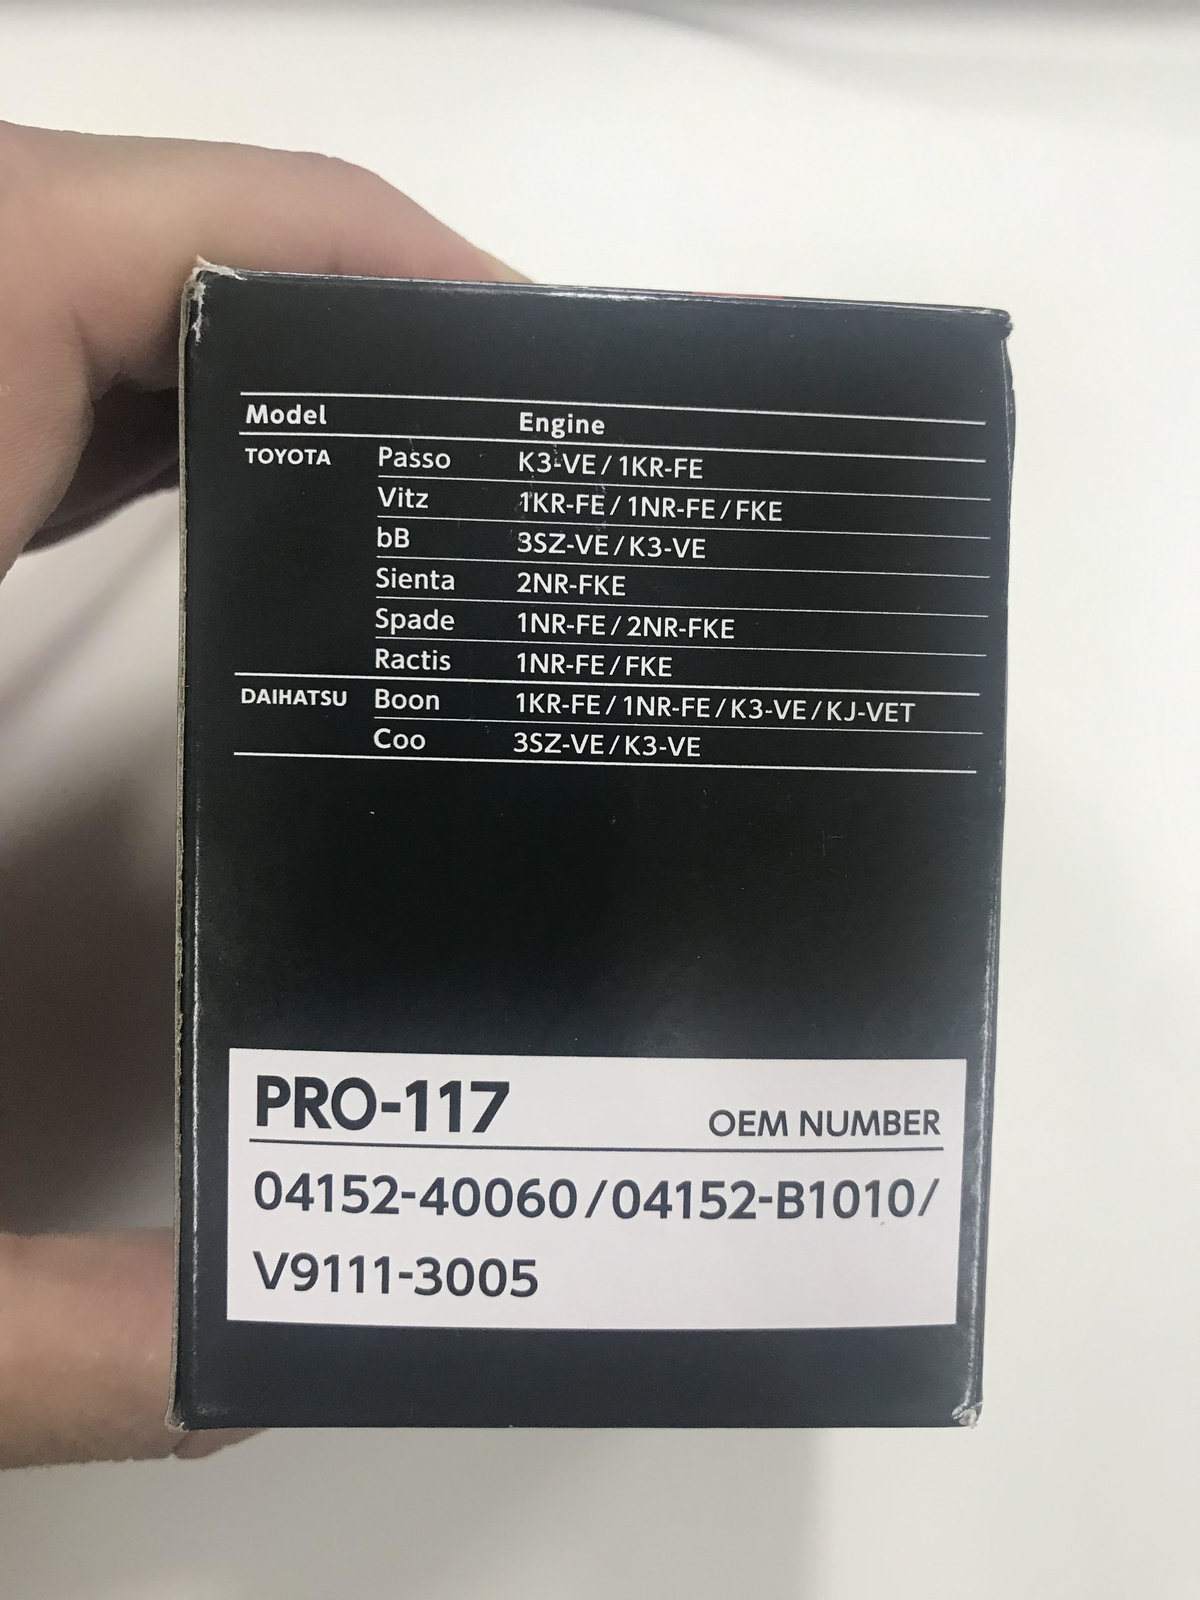 Model Engine
TOYOTA Passo K3-VE / 1KR-FE
Vitz 1KR-FE / 1NR-FE / FKE
bB 3SZ-VE / K3-VE
Sienta 2NR-FKE
Spade 1NR-FE / 2NR-FKE
Ractis 1NR-FE / FKE
DAIHATSU Boon 1KR-FE / 1NR-FE / K3-VE / KJ-VET
Coo 3SZ-VE / K3-VE
PRO-117 OEM NUMBER
04152-40060/04152-B1010/
V9111-3005